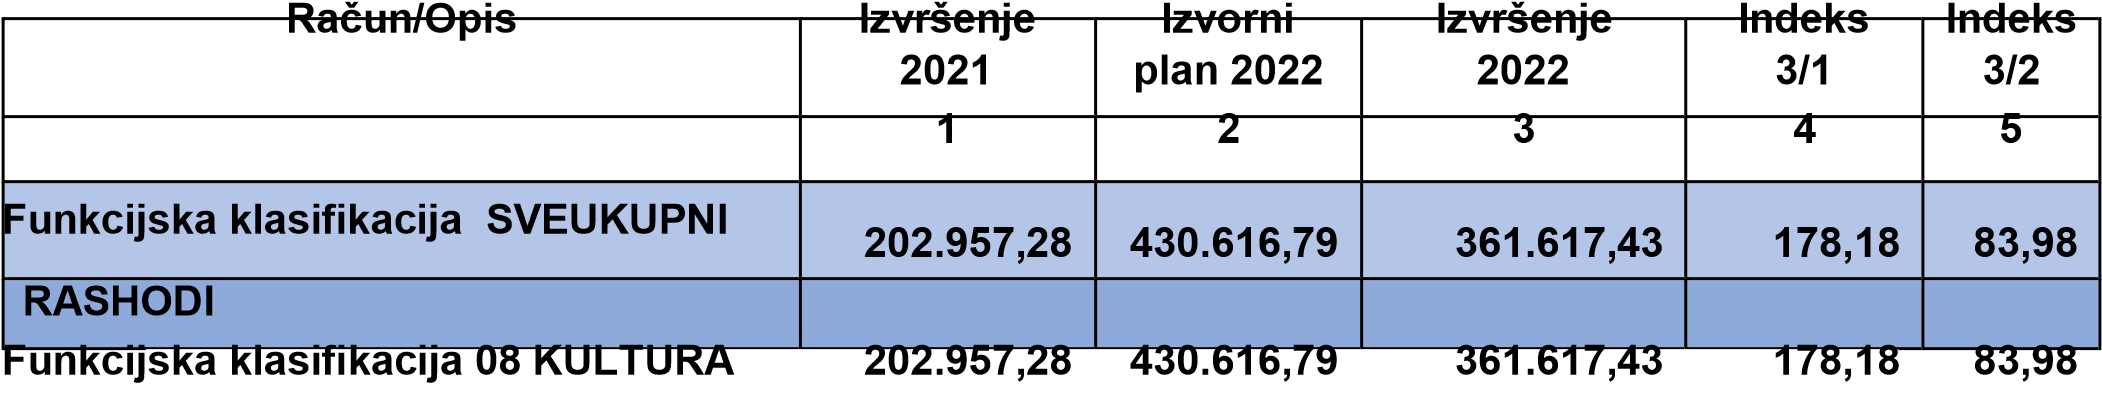 Račun/Opis Izvršenje Izvorni Izvršenje Indeks Indeks
2021 plan 2022 2022 3/1 3/2
1 2 3 4 5
Funkcijska klasifikacija SVEUKUPNI 202.957,28 430.616,79 361.617,43 178,18 83,98
RASHODI
Funkcijska klasifikacija 08 KULTURA 202.957,28 430.616,79 361.617,43 178,18 83,98